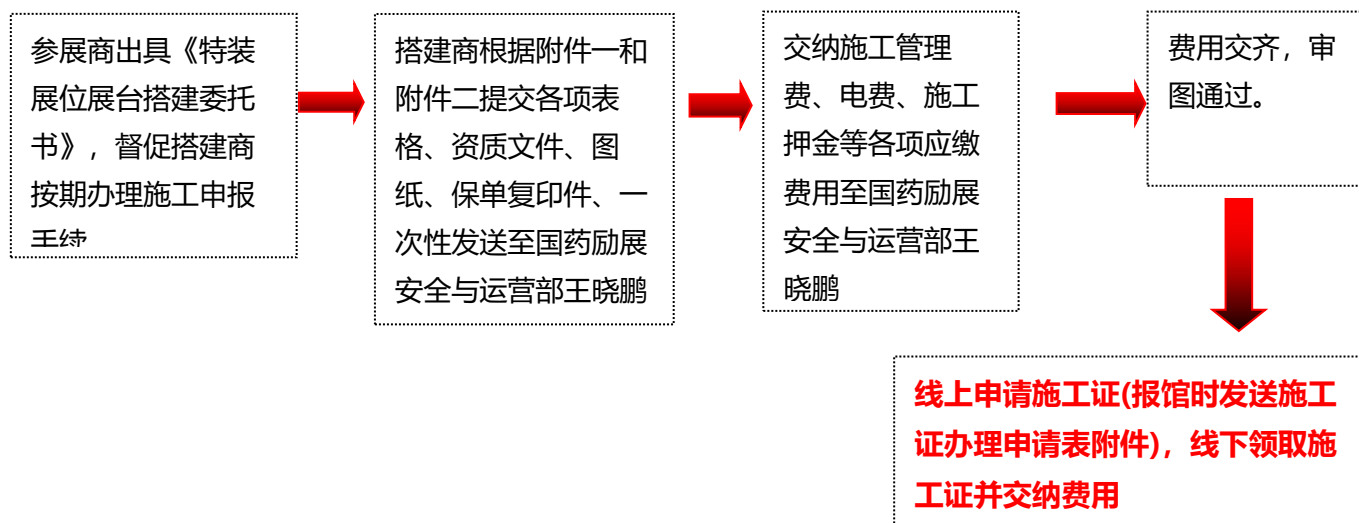 参展商出具《特装
展位展台搭建委托
书》，督促搭建商
按期办理施工申报
手续
搭建商根据附件一和
附件二提交各项表
格、资质文件、图
纸、保单复印件、一
次性发送至国药励展
安全与运营部王晓鹏
交纳施工管理
费、电费、施工
押金等各项应缴
费用至国药励展
安全与运营部王
晓鹏
费用交齐，审
图通过。
线上申请施工证(报馆时发送施工
证办理申请表附件)，线下领取施
工证并交纳费用